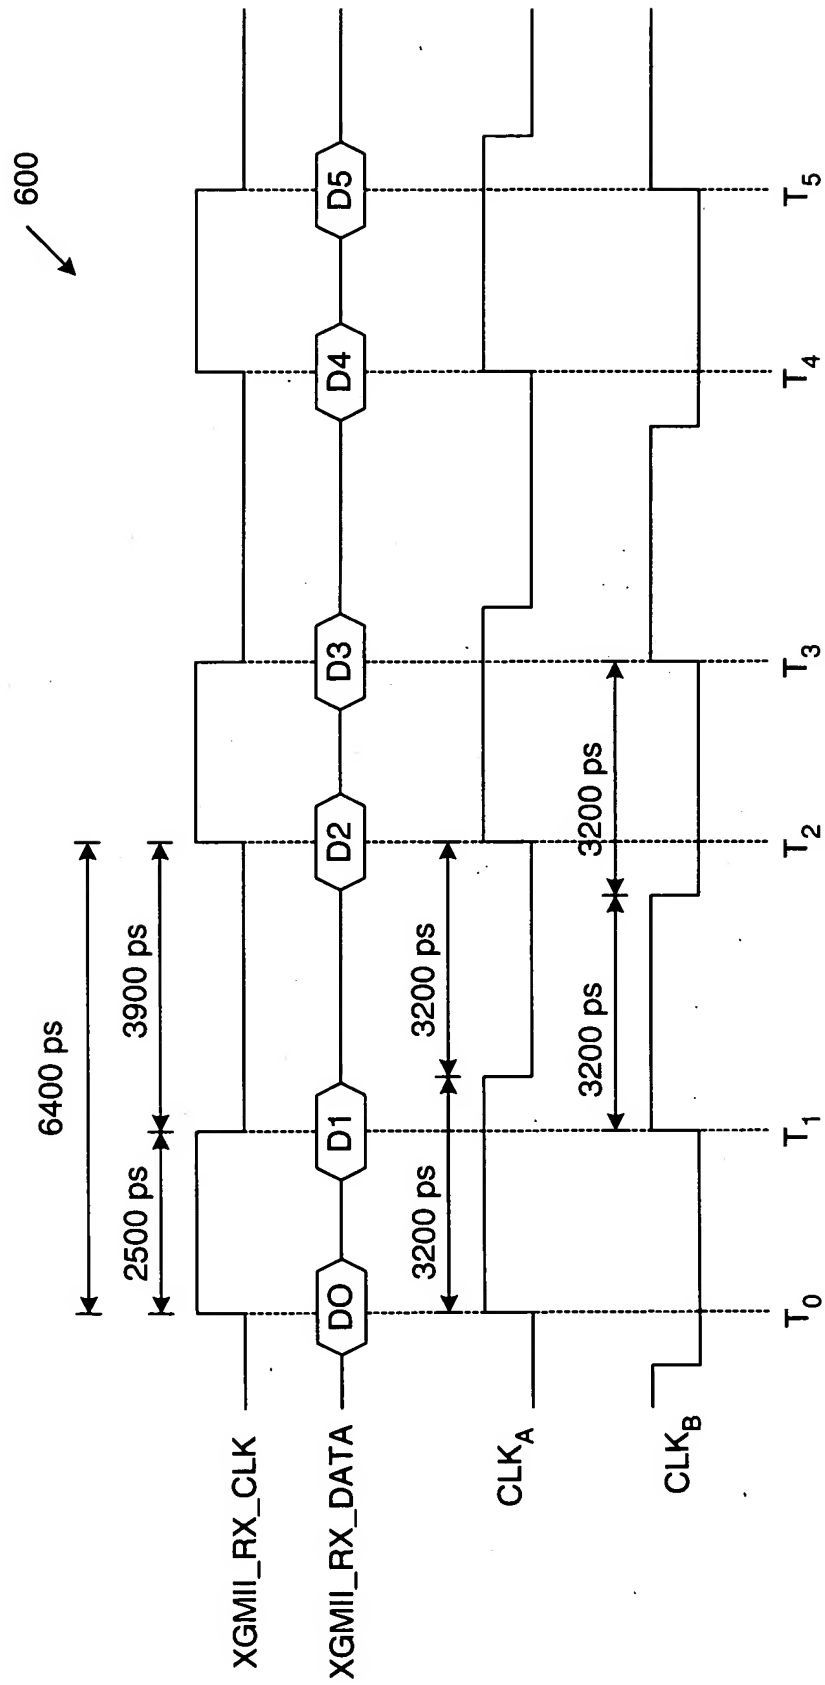 600
6400 ps
2500 ps
3900 ps
XGMII_RX_CLK
XGMII_RX_DATA
DO
D1
D2
D3
D4
D5
3200 ps
3200 ps
CLKA
3200 ps
3200 ps
CLKB
T0
T1
T2
T3
T4
T5